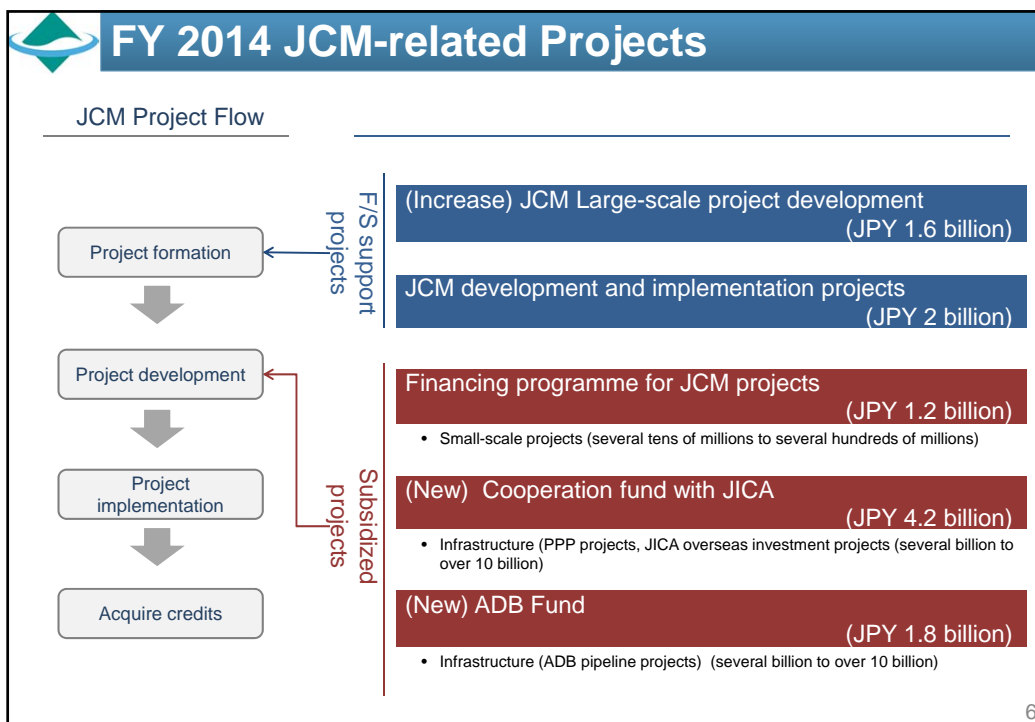 FY 2014 JCM-related Projects
JCM Project Flow
Project formation
Project development
Project
implementation
Acquire credits
F/S support
projects
(Increase) JCM Large-scale project development
(JPY 1.6 billion)
JCM development and implementation projects
(JPY 2 billion)
Subsidized
projects
Financing programme for JCM projects
(JPY 1.2 billion)
• Small-scale projects (several tens of millions to several hundreds of millions)
(New) Cooperation fund with JICA
(JPY 4.2 billion)
• Infrastructure (PPP projects, JICA overseas investment projects (several billion to
over 10 billion)
(New) ADB Fund
(JPY 1.8 billion)
• Infrastructure (ADB pipeline projects) (several billion to over 10 billion)
6